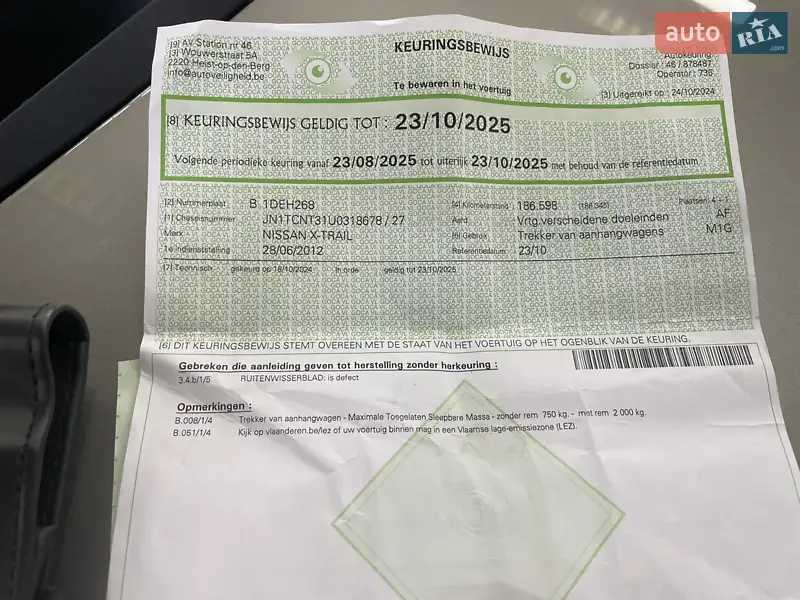 auto RIA .com
[9] AV Station nr 46
[3] Wouwerstraat 5A
2220 Heist-op-den-Berg
info@autoveiligheid.be
KEURINGSBEWIJS
Te bewaren in het voertuig
Autokeuring
Dossier : 46 / 878487
Operator : 735
[3] Uitgereikt op : 24/10/2024
[8] KEURINGSBEWIJS GELDIG TOT : 23/10/2025
Volgende periodieke keuring vanaf 23/08/2025 tot uiterlijk 23/10/2025 met behoud van de referentiedatum.
[2] Nummerplaat B 1DEH268 [4] Kilometerstand 186.598 Plaatsen 4 - 1
[1] Chassisnummer JN1TCNT31U0318678 / 27 Aard Vrtg.verscheidene doeleinden AF
Merk NISSAN X-TRAIL [5] Gebruik Trekker van aanhangwagens M1G
1e indienststelling 28/06/2012 Referentiedatum 23/10
[7] Technisch gekeurd op 18/10/2024 In orde geldig tot 23/10/2025
[6] DIT KEURINGSBEWIJS STEMT OVEREEN MET DE STAAT VAN HET VOERTUIG OP HET OGENBLIK VAN DE KEURING.
Gebreken die aanleiding geven tot herstelling zonder herkeuring :
3.4.b/1/5 RUITENWISSERBLAD: is defect
Opmerkingen :
B.008/1/4 Trekker van aanhangwagen - Maximale Toegelaten Sleepbare Massa - zonder rem 750 kg. - met rem 2 000 kg.
B.051/1/4 Kijk op vlaanderen.be/lez of uw voertuig binnen mag in een Vlaamse lage-emissiezone (LEZ).